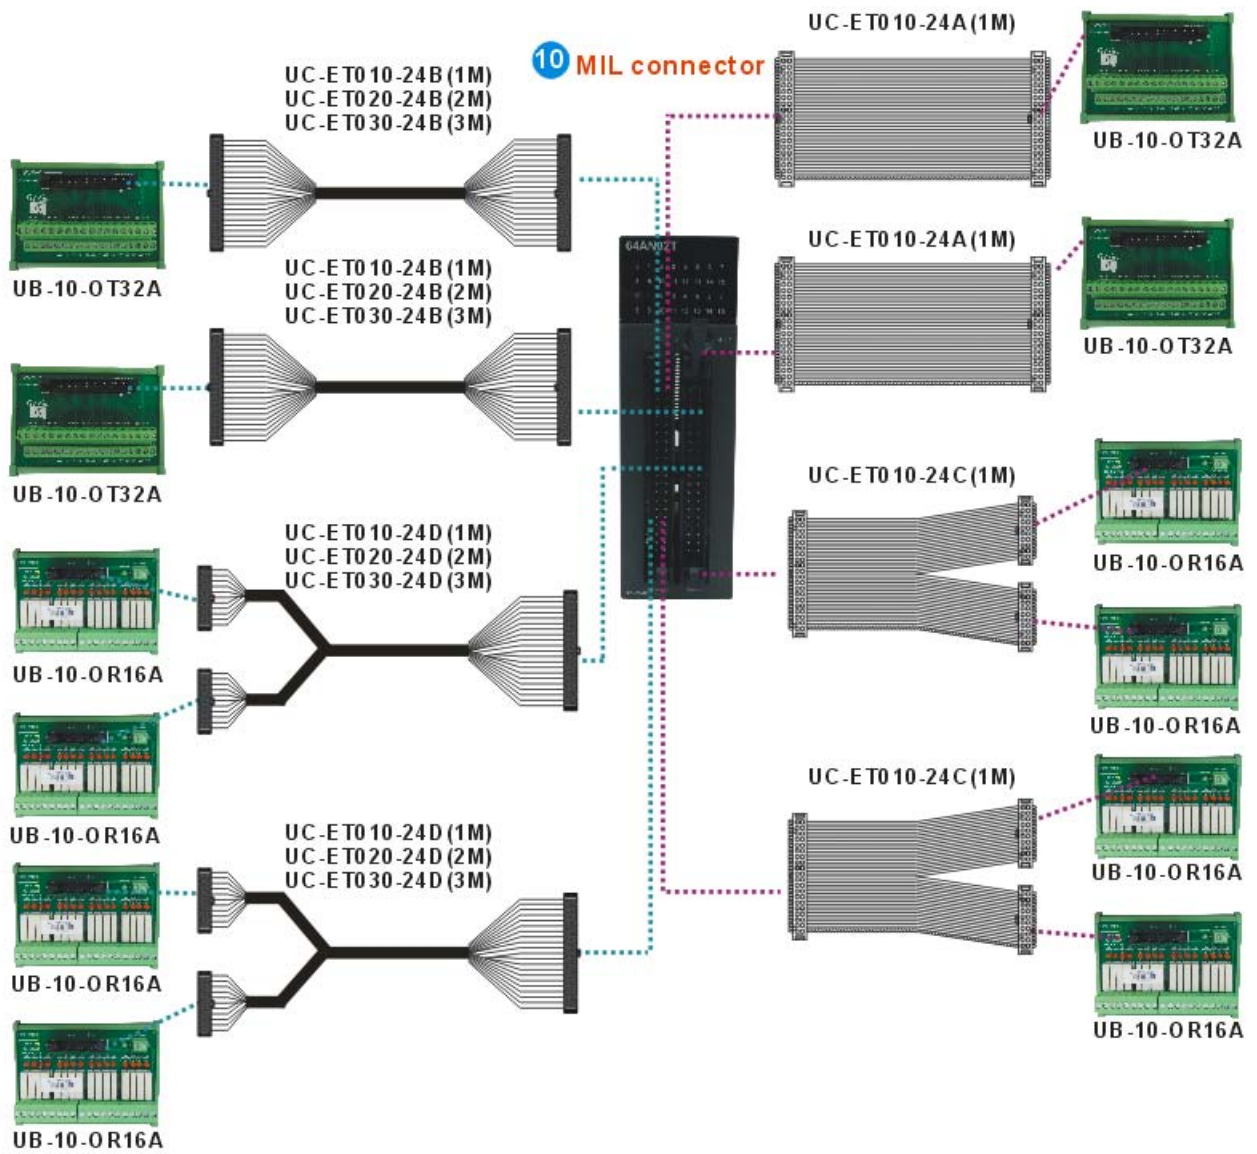 UC-ET010-24A(1M)
10 MIL connector
UC-ET010-24B(1M)
UC-ET020-24B(2M)
UC-ET030-24B(3M)
UB-10-OT32A
UB-10-OT32A
UC-ET010-24A(1M)
64AN02T
UC-ET010-24B(1M)
UC-ET020-24B(2M)
UC-ET030-24B(3M)
UB-10-OT32A
UB-10-OT32A
UC-ET010-24C(1M)
UC-ET010-24D(1M)
UC-ET020-24D(2M)
UC-ET030-24D(3M)
UB-10-OR16A
UB-10-OR16A
UB-10-OR16A
UC-ET010-24C(1M)
UB-10-OR16A
UC-ET010-24D(1M)
UC-ET020-24D(2M)
UC-ET030-24D(3M)
UB-10-OR16A
UB-10-OR16A
UB-10-OR16A
UB-10-OR16A